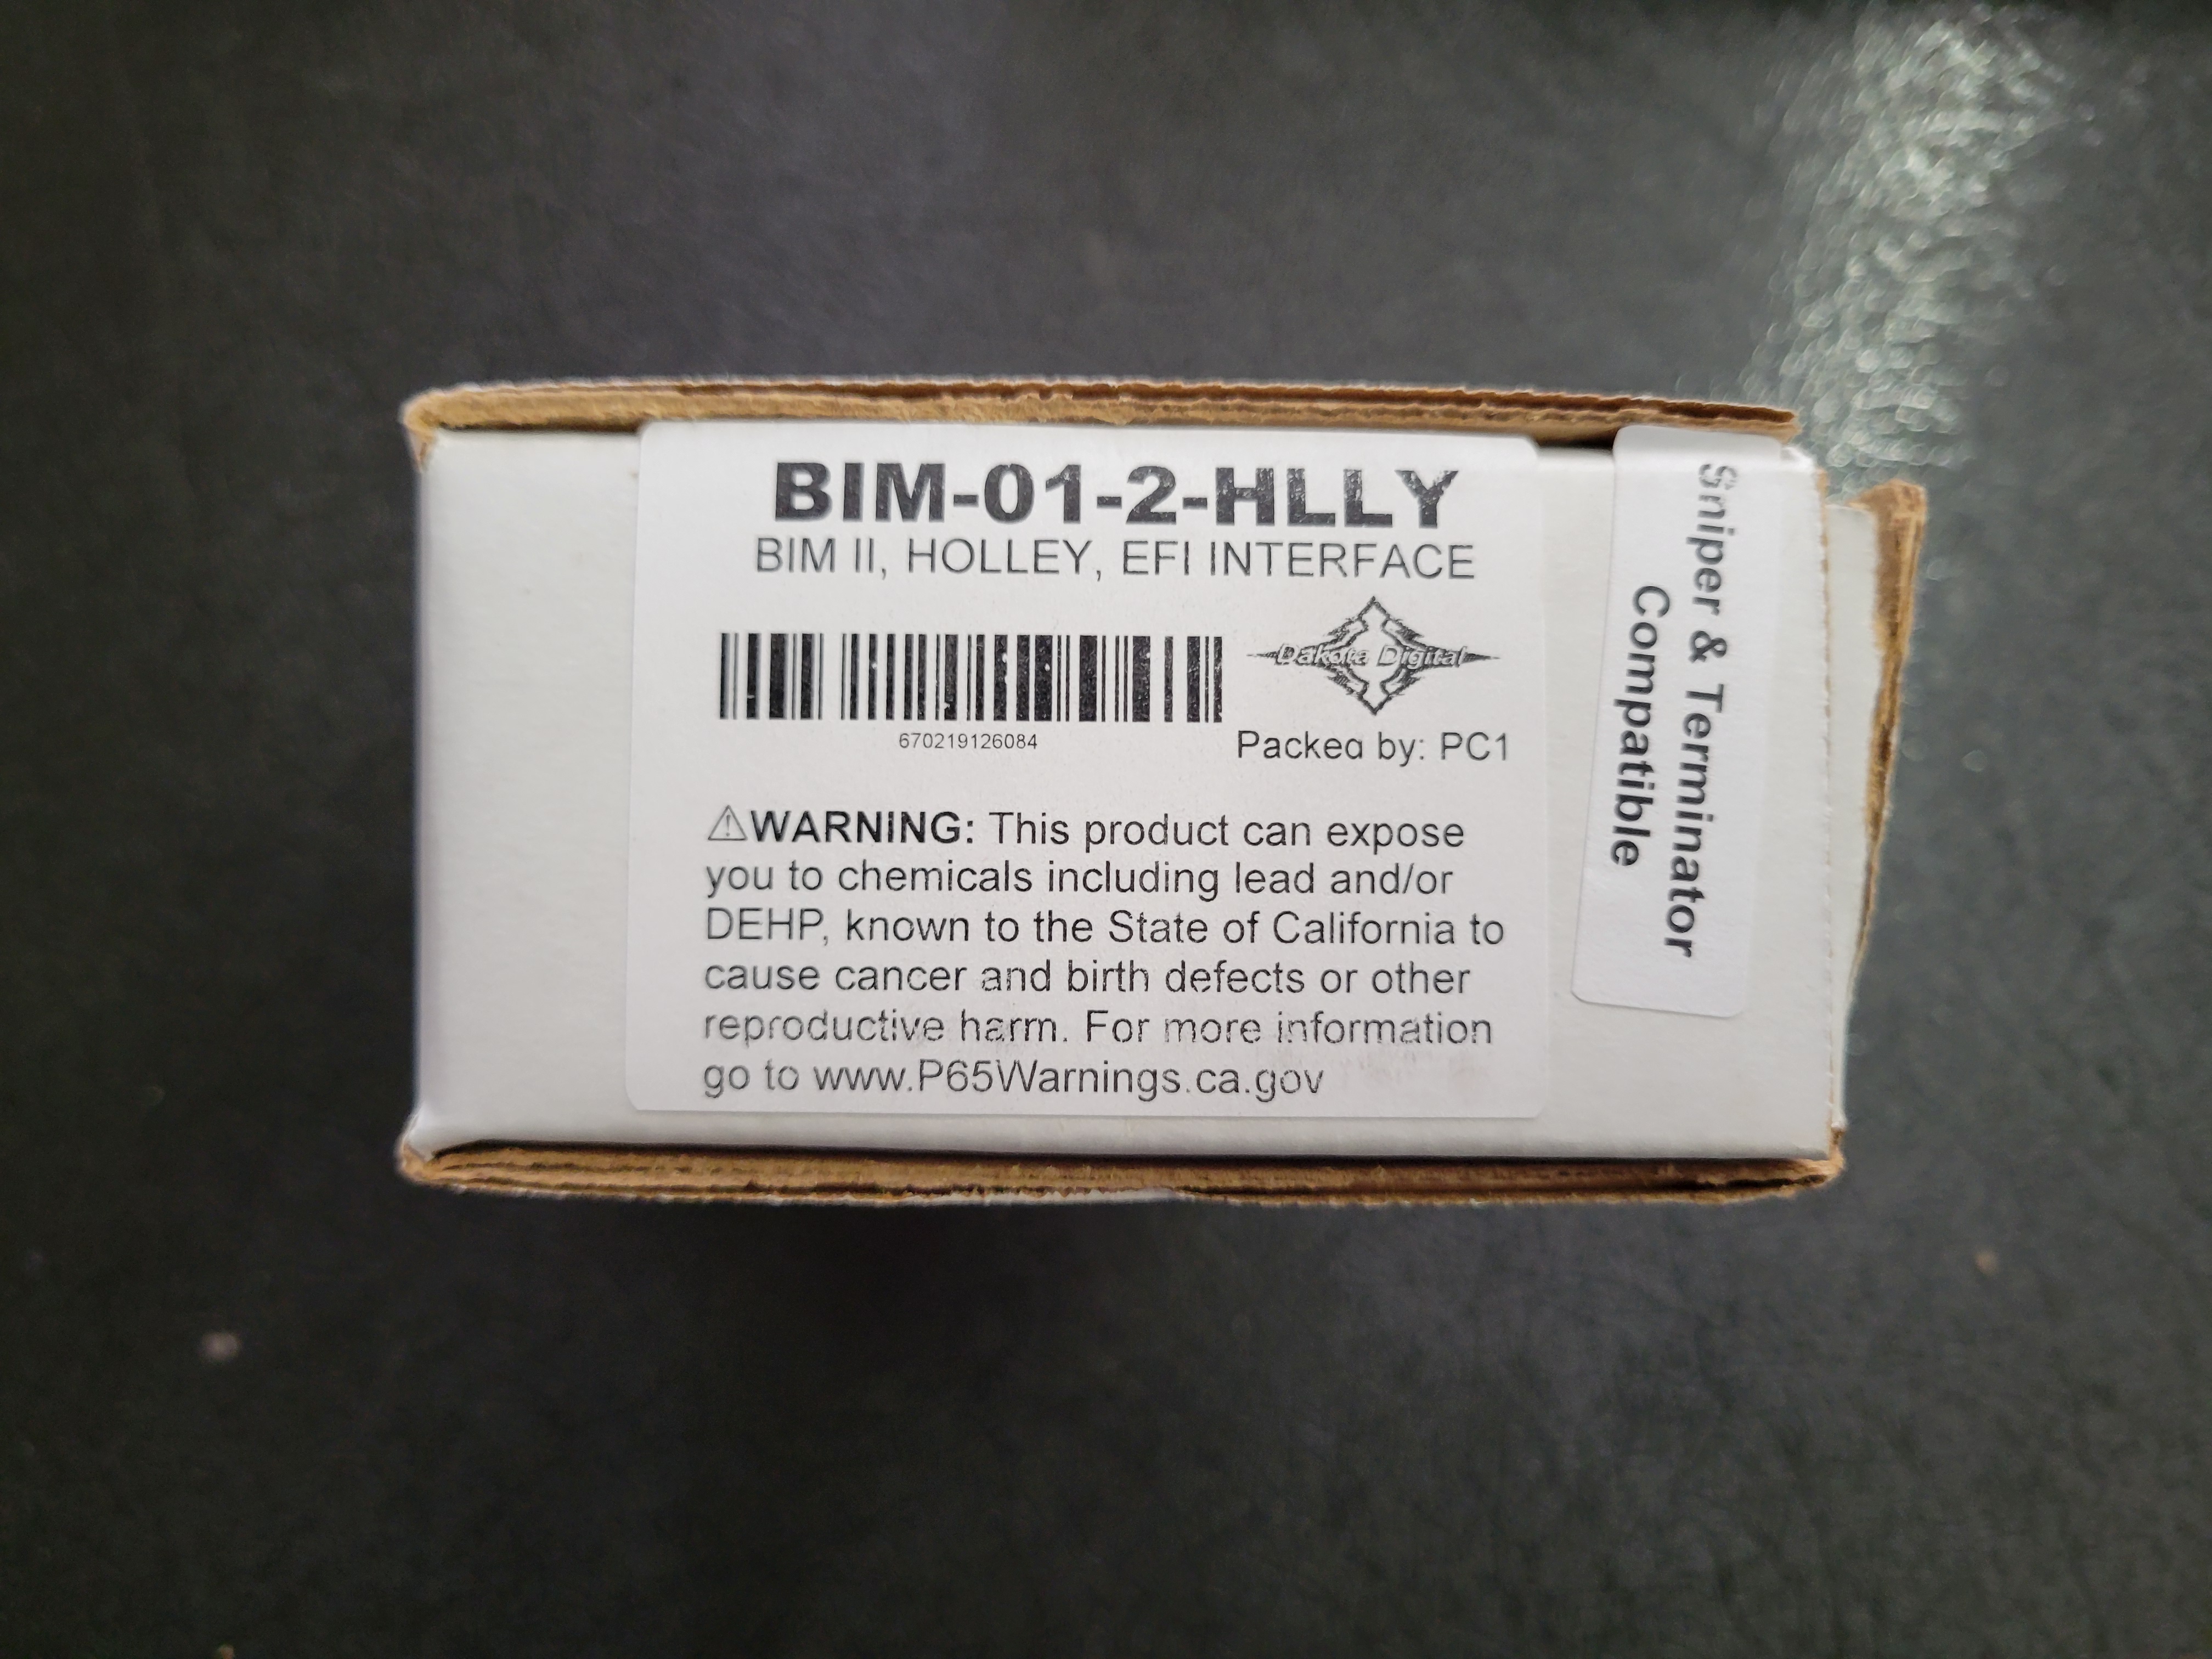 BIM-01-2-HLLY
BIM II, HOLLEY, EFI INTERFACE
Dakota Digital
670219126084
Packed by: PC1
⚠WARNING: This product can expose
you to chemicals including lead and/or
DEHP, known to the State of California to
cause cancer and birth defects or other
reproductive harm. For more information
go to www.P65Warnings.ca.gov
Sniper & Terminator
Compatible